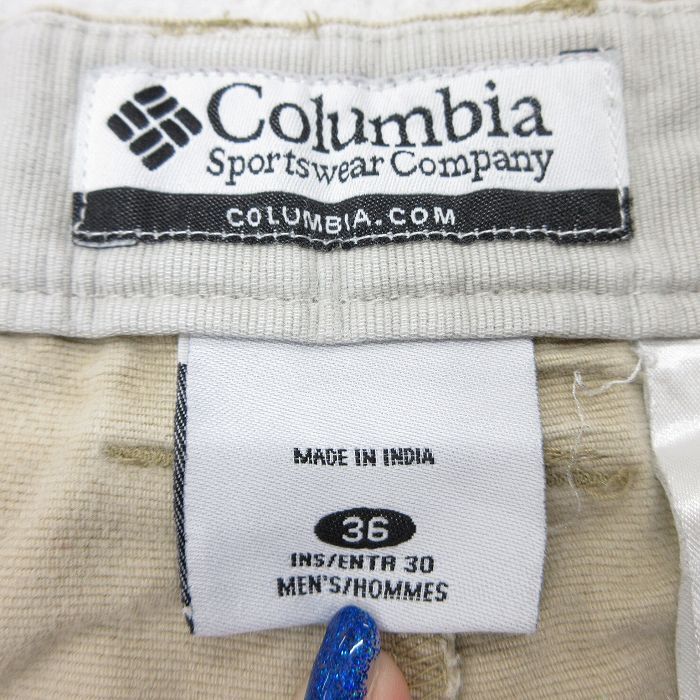 Columbia
Sportswear Company
COLUMBIA.COM
MADE IN INDIA
36
INS/ENTR 30
MEN'S/HOMMES